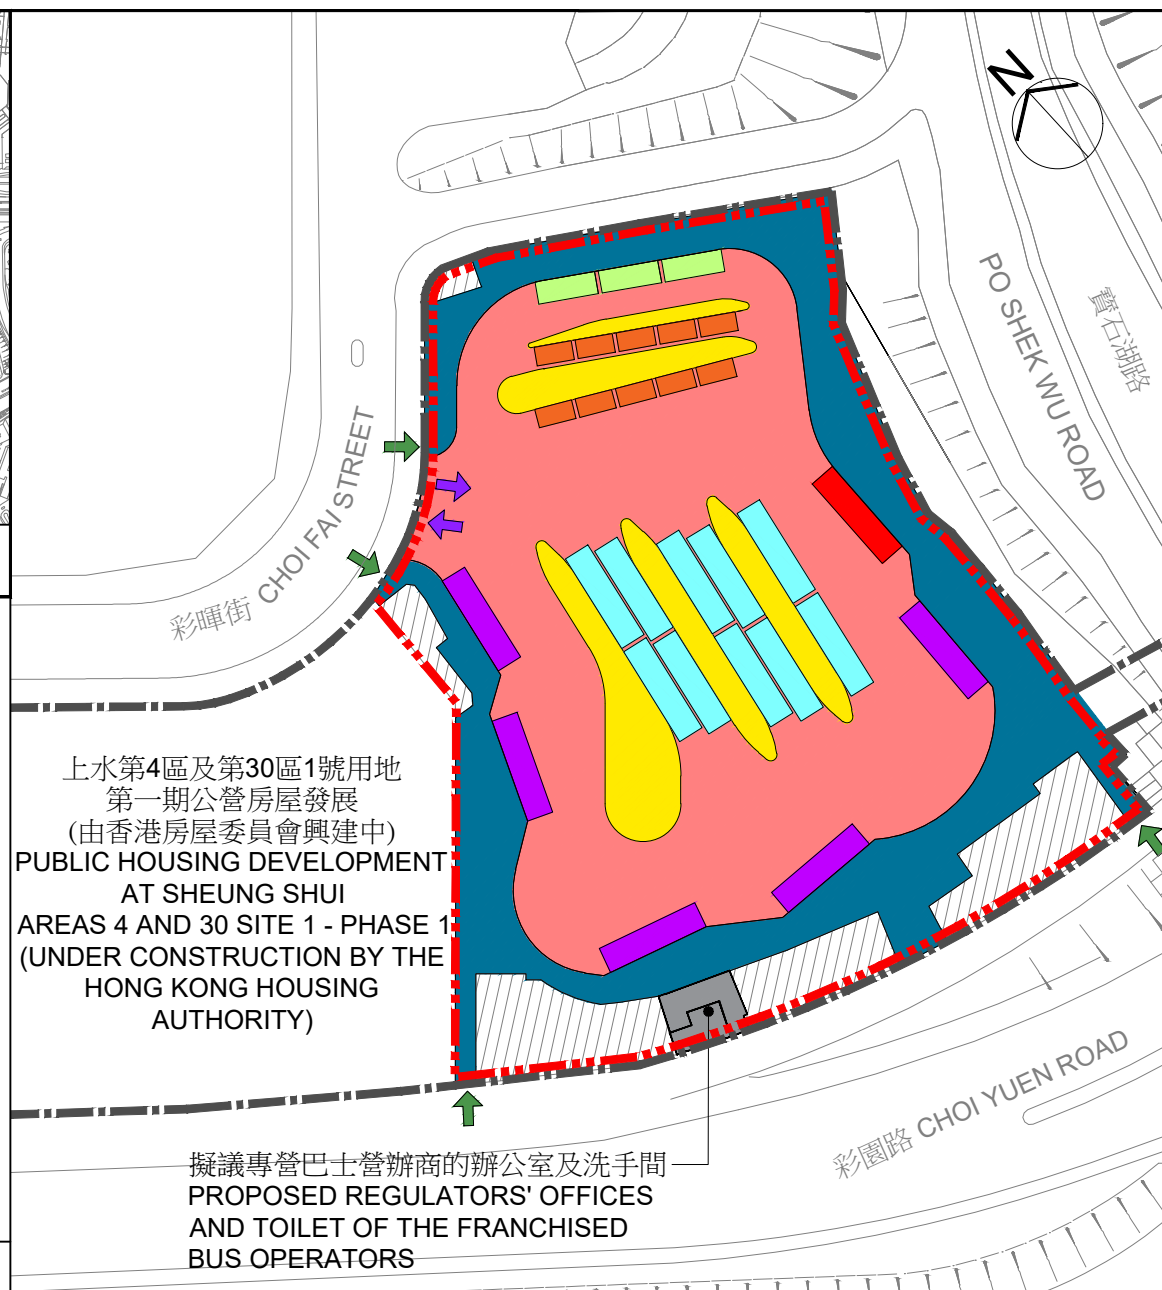 N
PO SHEK WU ROAD
寶石湖路
彩暉街 CHOI FAI STREET
上水第4區及第30區1號用地
第一期公營房屋發展
(由香港房屋委員會興建中)
PUBLIC HOUSING DEVELOPMENT
AT SHEUNG SHUI
AREAS 4 AND 30 SITE 1 - PHASE 1
(UNDER CONSTRUCTION BY THE
HONG KONG HOUSING
AUTHORITY)
彩園路 CHOI YUEN ROAD
擬議專營巴士營辦商的辦公室及洗手間
PROPOSED REGULATORS' OFFICES
AND TOILET OF THE FRANCHISED
BUS OPERATORS